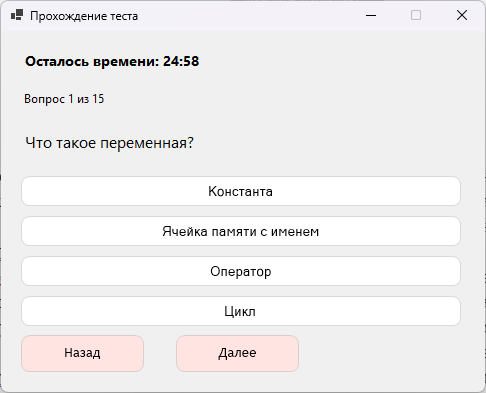 Прохождение теста
Осталось времени: 24:58
Вопрос 1 из 15
Что такое переменная?
Константа
Ячейка памяти с именем
Оператор
Цикл
Назад Далее